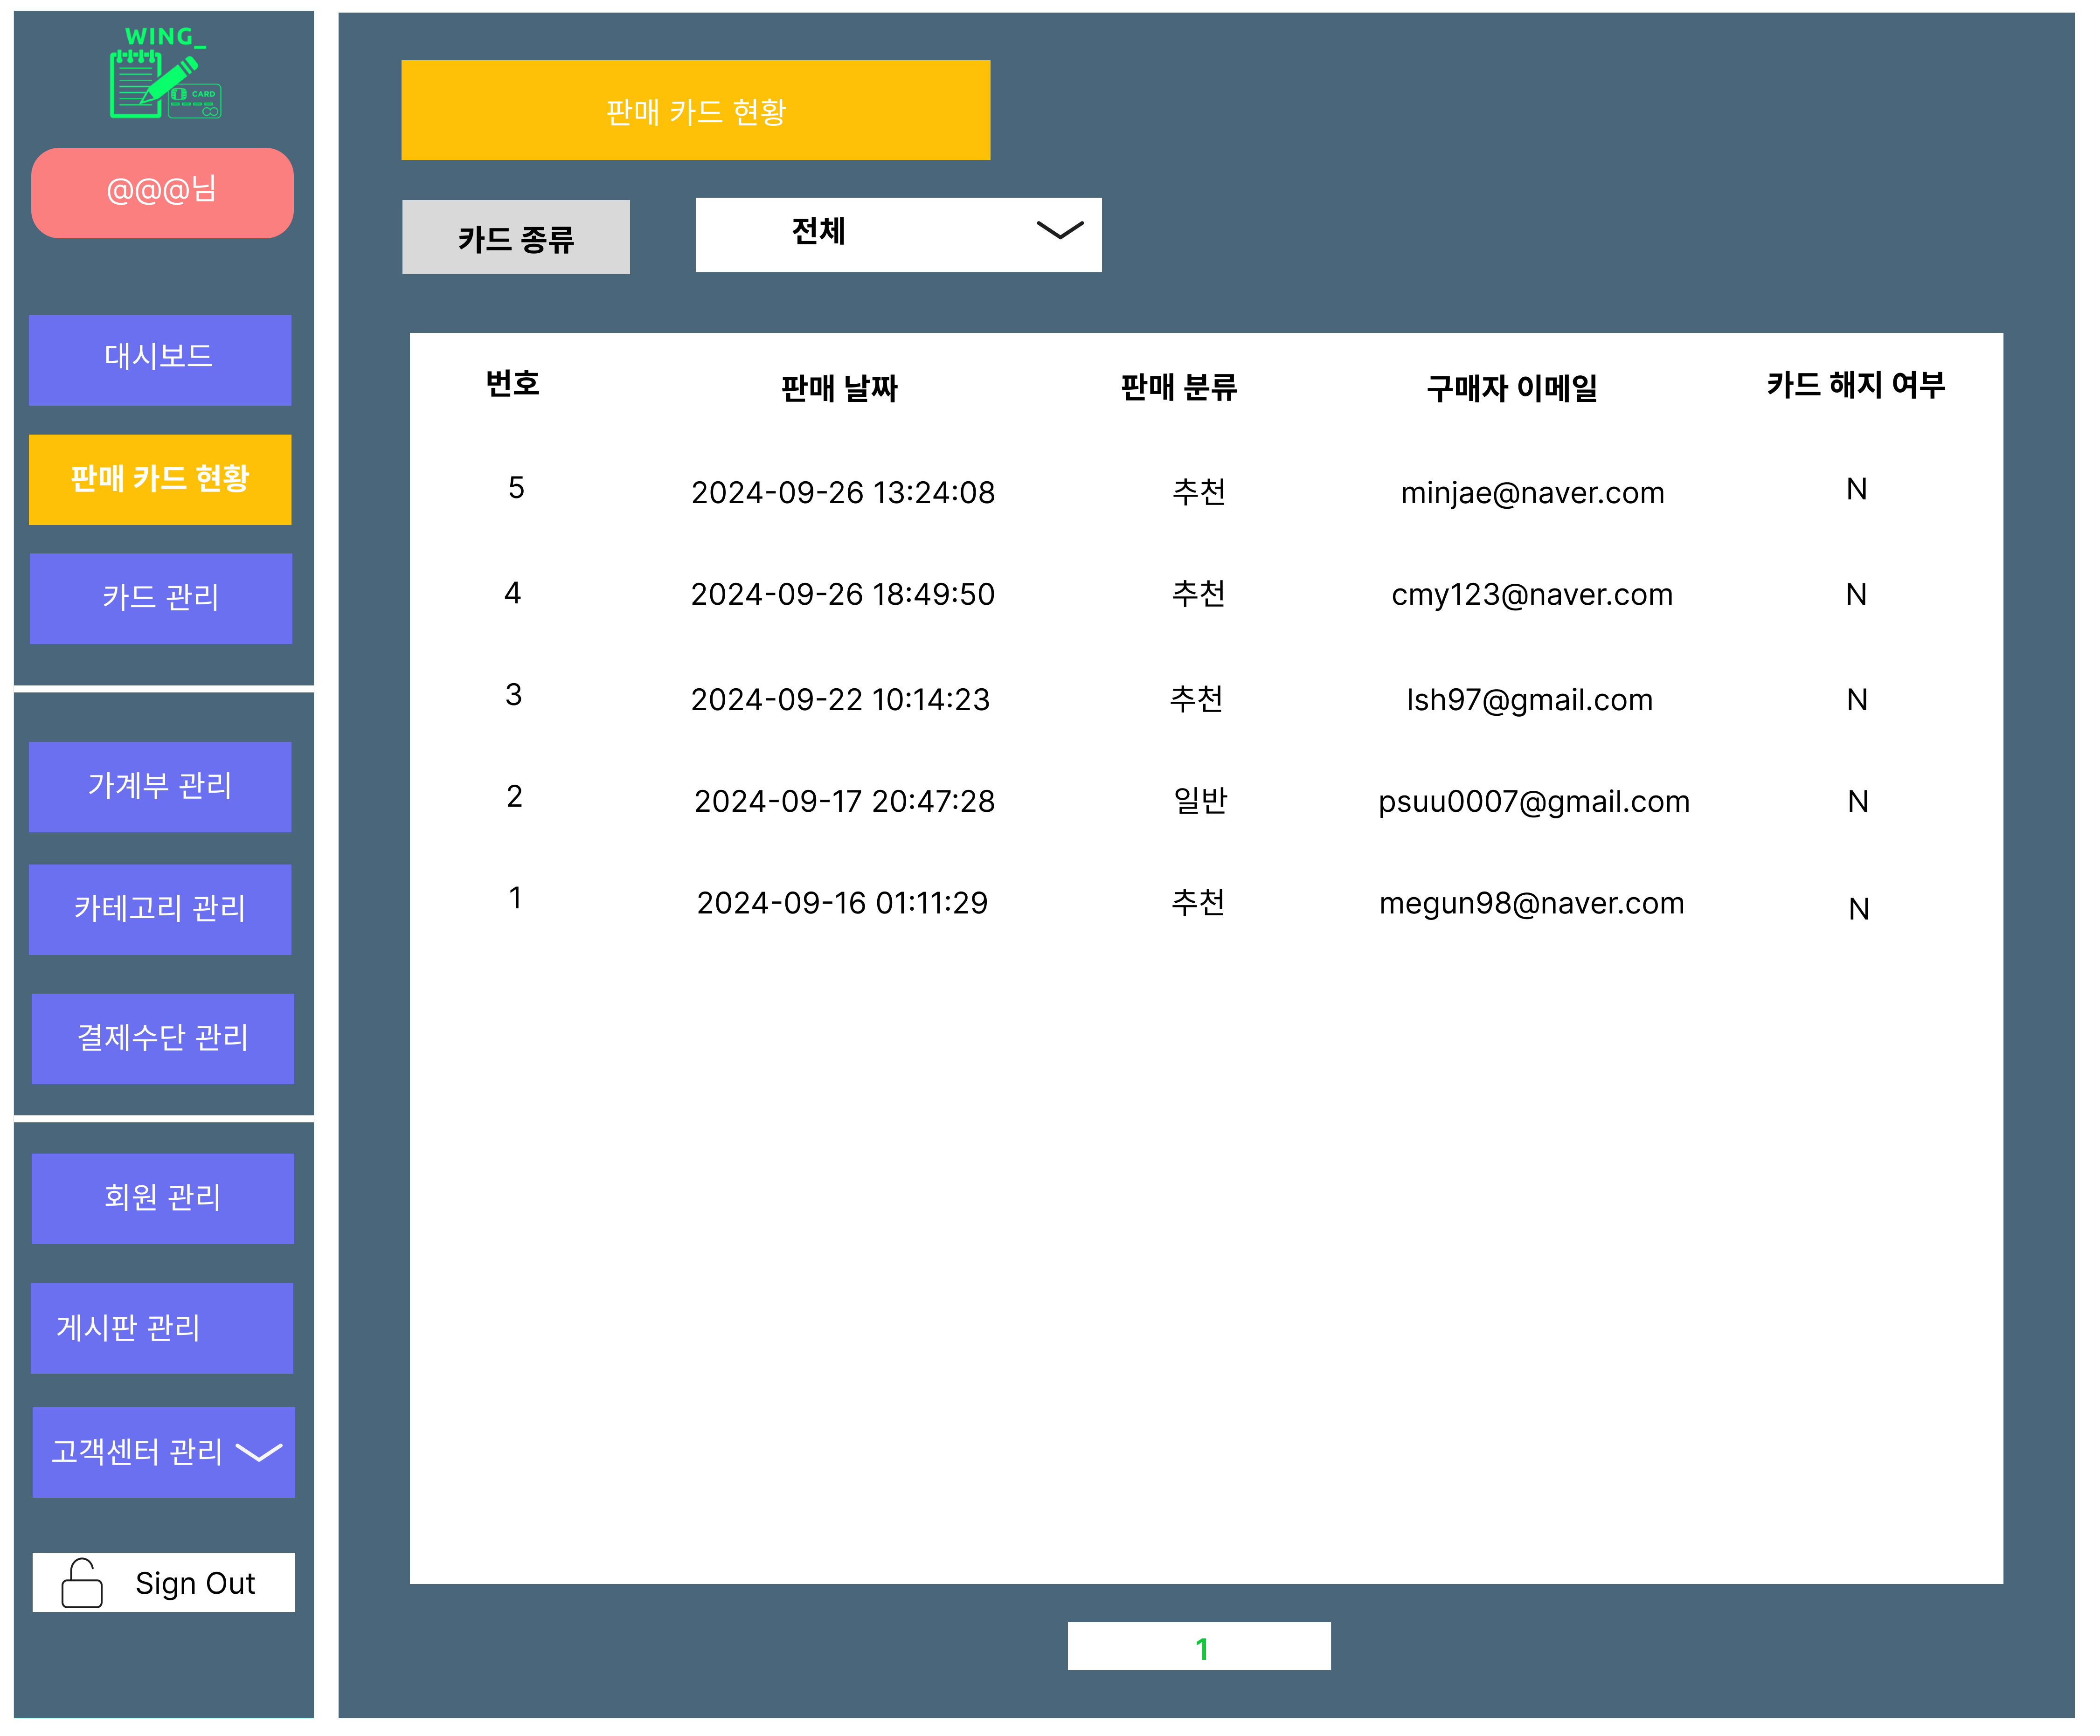 WING_
CARD
@@@님
대시보드
판매 카드 현황
카드 관리
가계부 관리
카테고리 관리
결제수단 관리
회원 관리
게시판 관리
고객센터 관리
Sign Out
판매 카드 현황
카드 종류 전체
번호 판매 날짜 판매 분류 구매자 이메일 카드 해지 여부
5 2024-09-26 13:24:08 추천 minjae@naver.com N
4 2024-09-26 18:49:50 추천 cmy123@naver.com N
3 2024-09-22 10:14:23 추천 lsh97@gmail.com N
2 2024-09-17 20:47:28 일반 psuu0007@gmail.com N
1 2024-09-16 01:11:29 추천 megun98@naver.com N
1